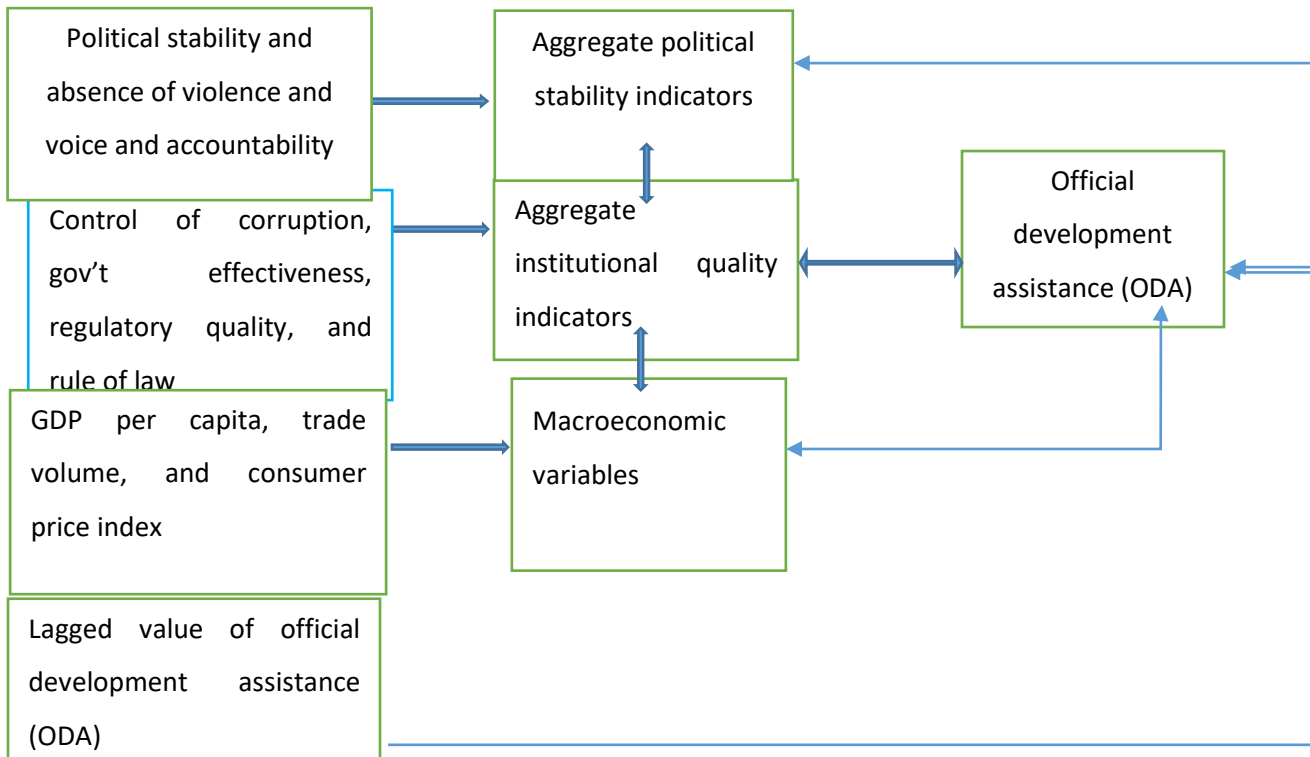 Political stability and
absence of violence and
voice and accountability
Aggregate political
stability indicators
Control of corruption,
gov’t effectiveness,
regulatory quality, and
rule of law
Aggregate
institutional quality
indicators
Official
development
assistance (ODA)
GDP per capita, trade
volume, and consumer
price index
Macroeconomic
variables
Lagged value of official
development assistance
(ODA)